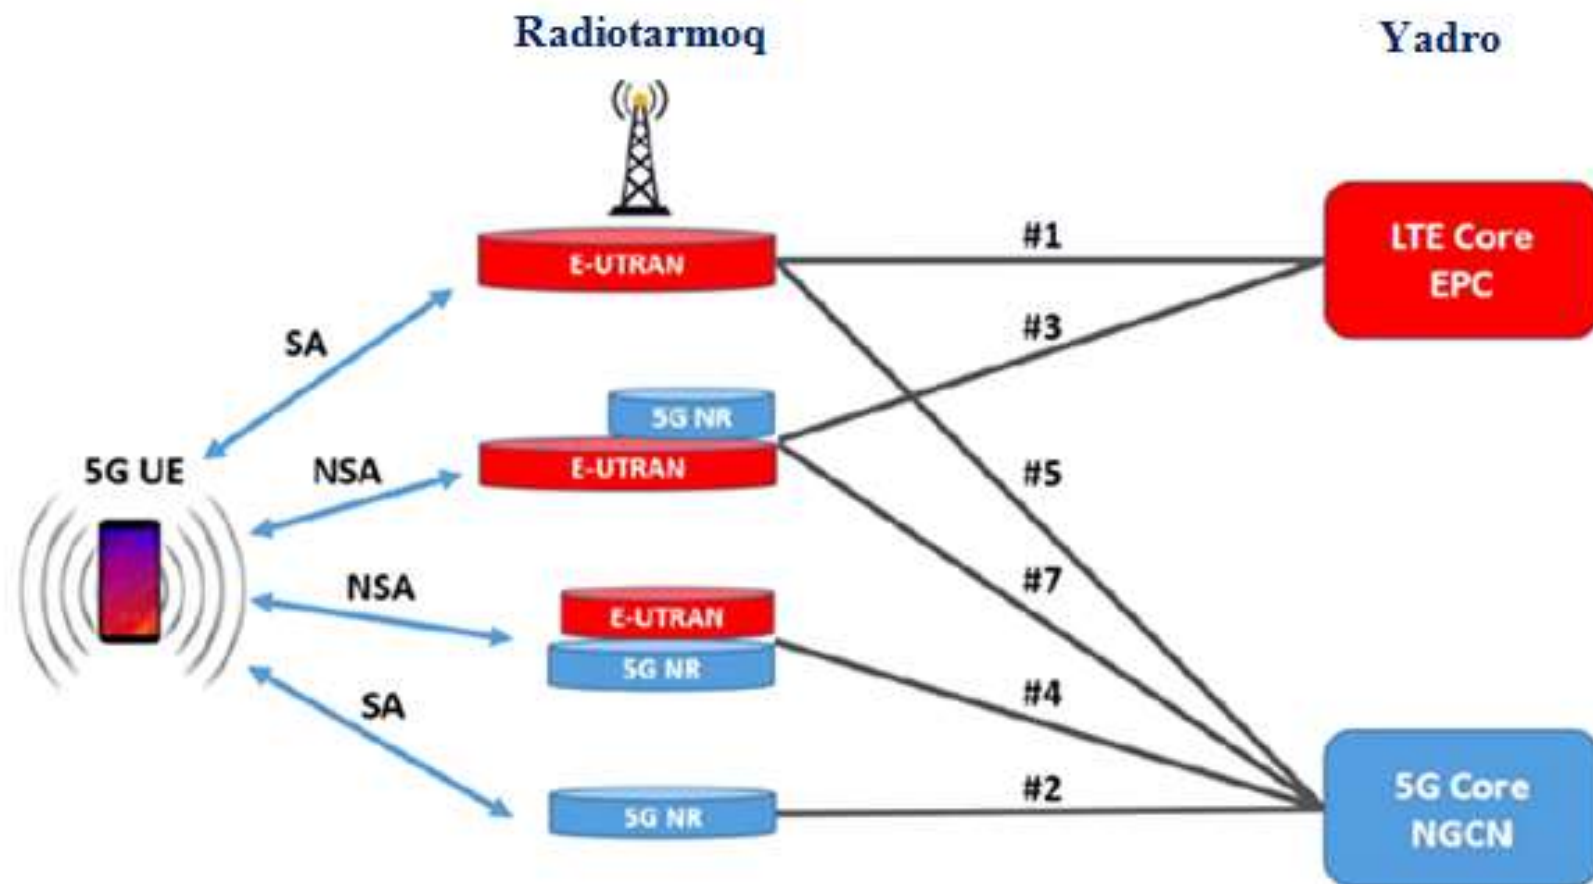 Radiotarmoq
Yadro
E-UTRAN
#1
LTE Core
EPC
SA
#3
5G NR
E-UTRAN
5G UE
NSA
#5
NSA
#7
E-UTRAN
5G NR
#4
SA
#2
5G NR
5G Core
NGCN